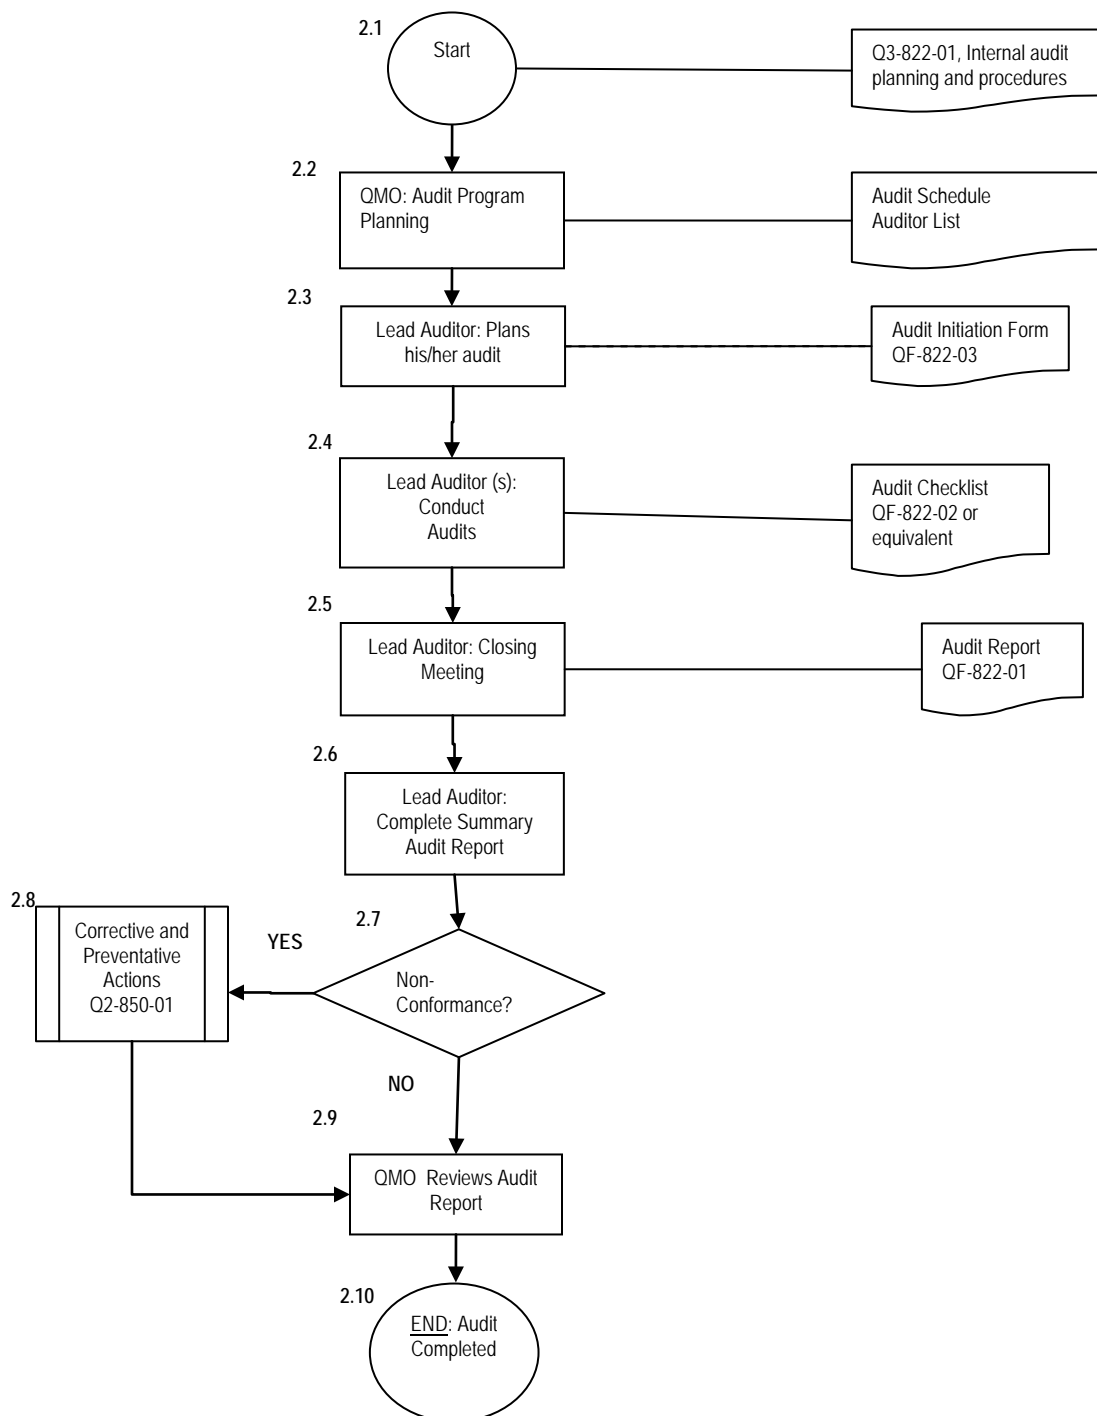 2.1
Start
Q3-822-01, Internal audit
planning and procedures
2.2
QMO: Audit Program
Planning
Audit Schedule
Auditor List
2.3
Lead Auditor: Plans
his/her audit
Audit Initiation Form
QF-822-03
2.4
Lead Auditor (s):
Conduct
Audits
Audit Checklist
QF-822-02 or
equivalent
2.5
Lead Auditor: Closing
Meeting
Audit Report
QF-822-01
2.6
Lead Auditor:
Complete Summary
Audit Report
2.7
Non-
Conformance?
YES
2.8
Corrective and
Preventative
Actions
Q2-850-01
NO
2.9
QMO Reviews Audit
Report
2.10
END: Audit
Completed